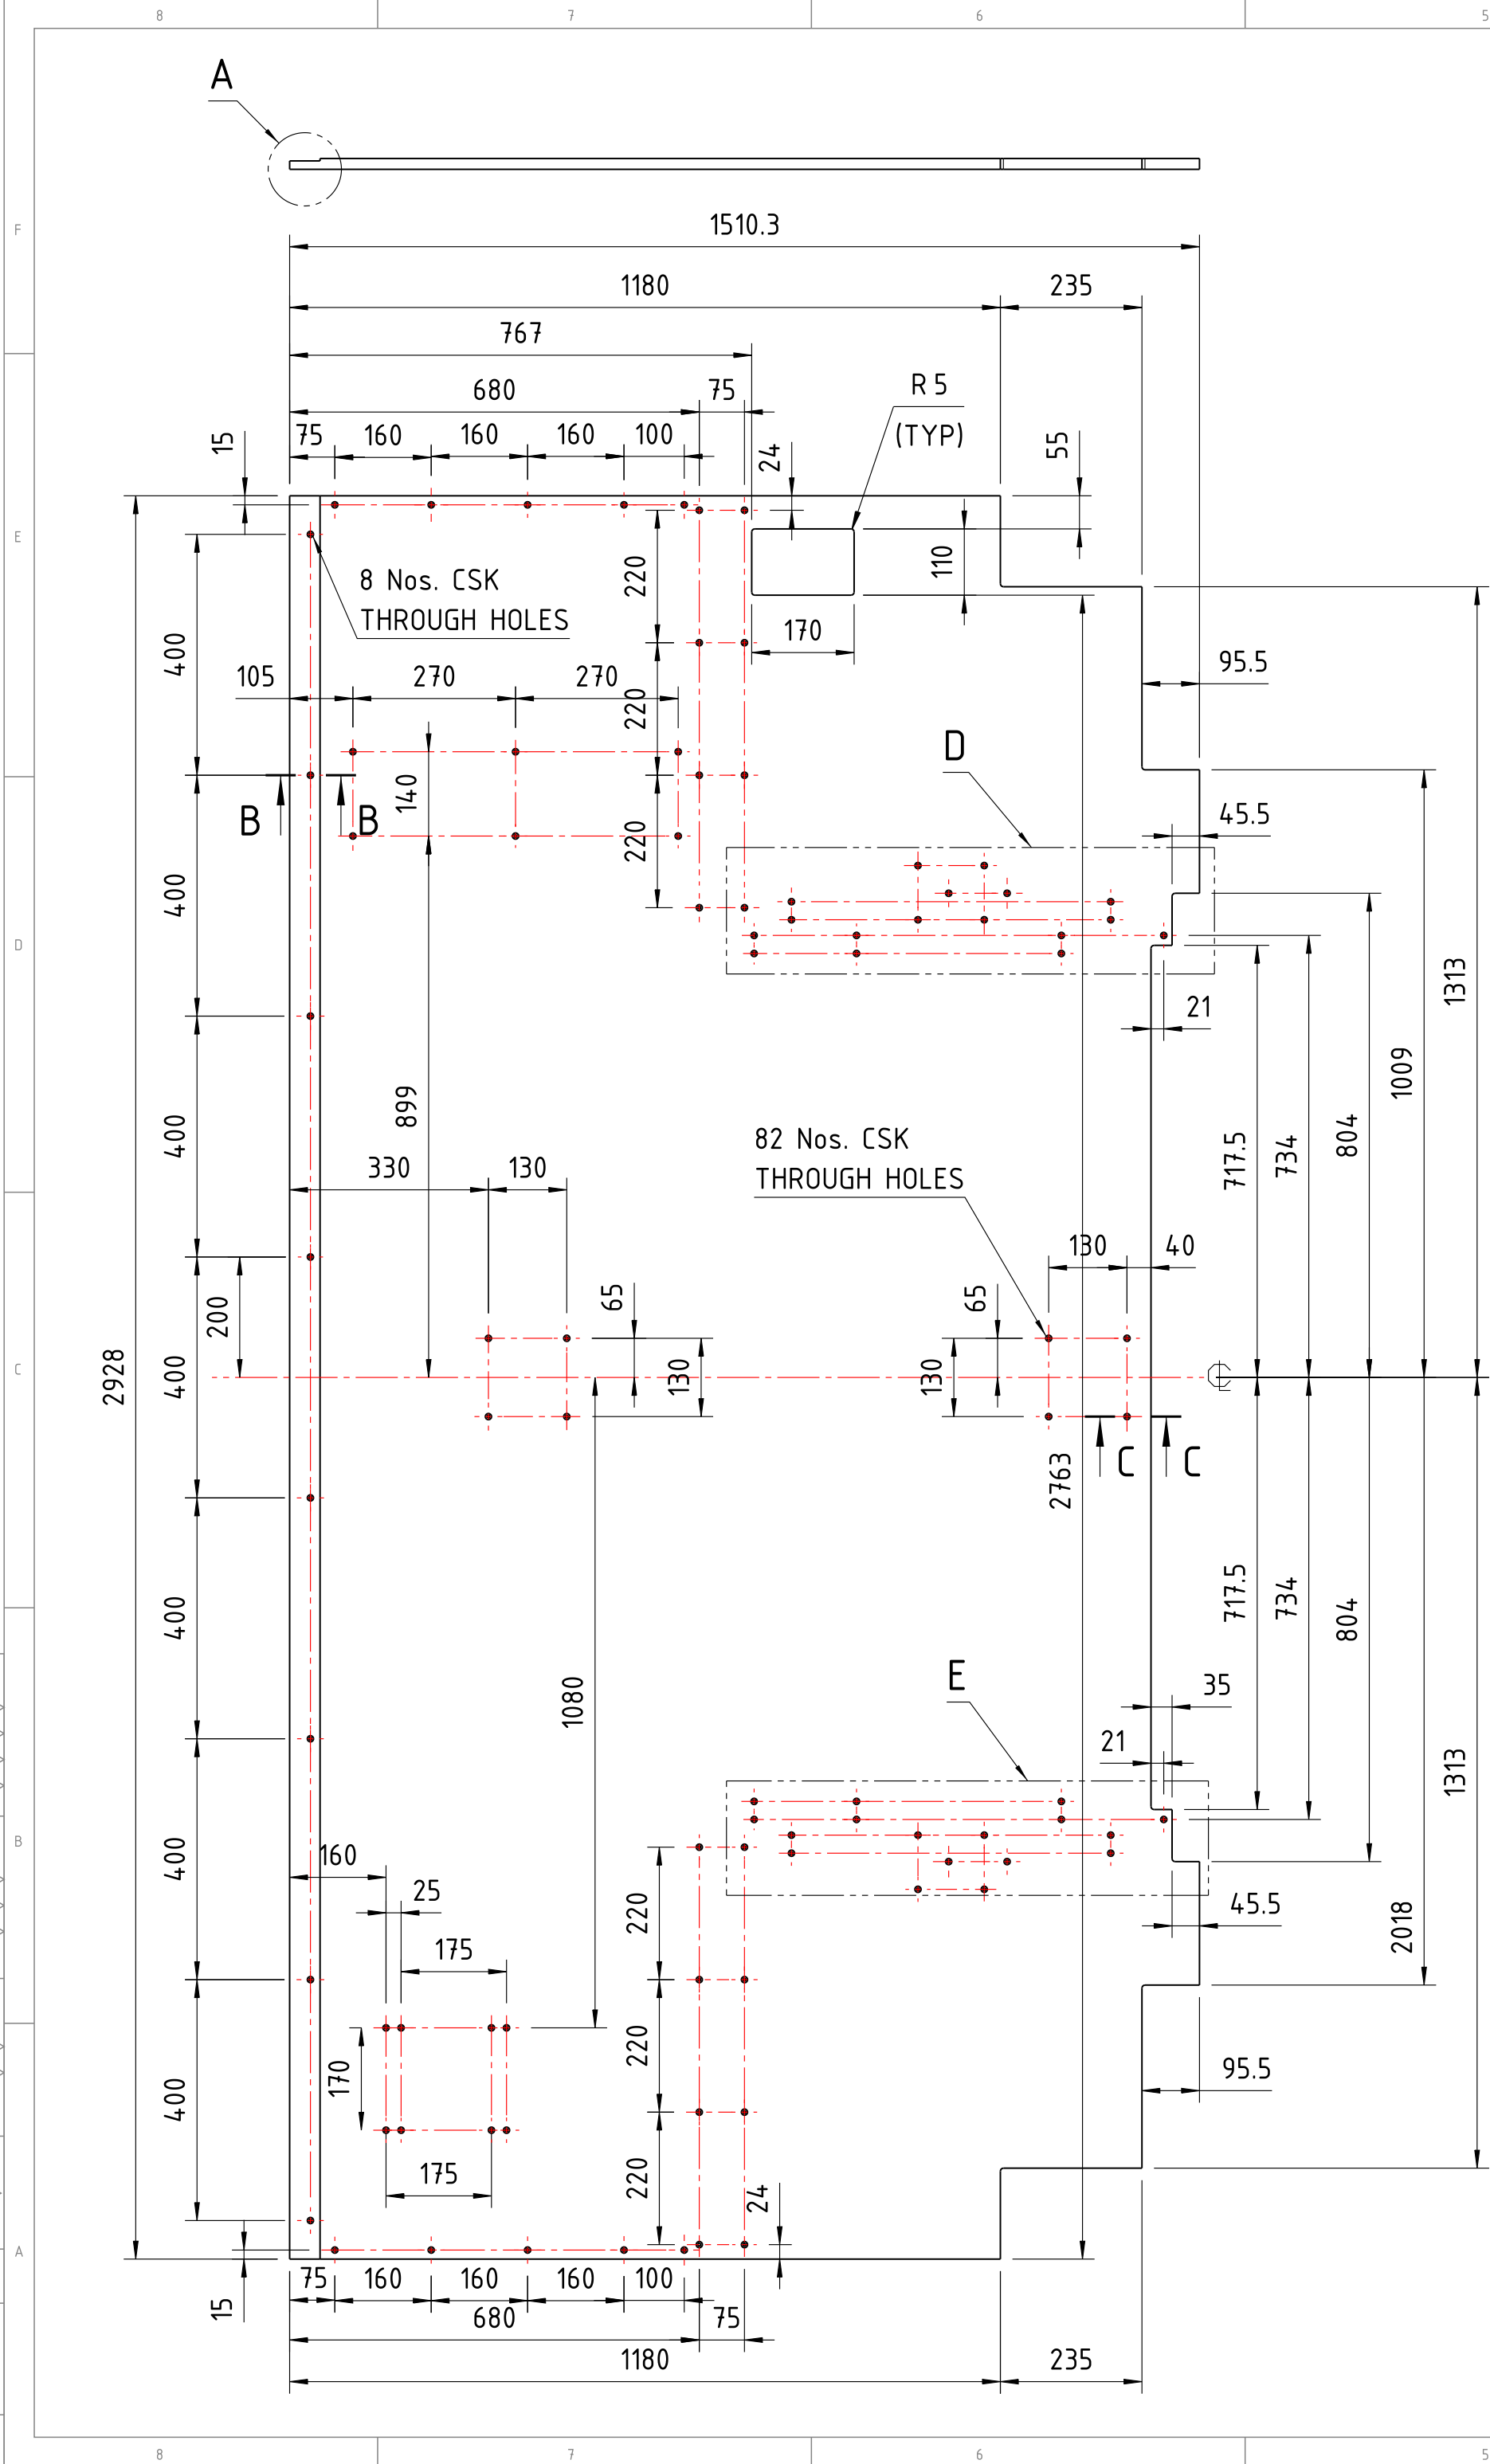 8 7 6 5
A
F
1510.3
1180 235
767
680 75
R 5
(TYP)
75 160 160 160 100
15
24
55
E
8 Nos. CSK
THROUGH HOLES
220
110
170
400
105 270 270
220
95.5
D
B B
140
220
45.5
400
D
21
1313
1009
899
400
804
717.5
734
82 Nos. CSK
THROUGH HOLES
330 130
130 40
200
65
65
2928
400
130
130
C
C C
2763
400
717.5
734
804
1080
E
35
21
1313
B
400
160
25
220
45.5
2018
175
220
170
400
95.5
175
220
24
A
75 160 160 160 100
15
680 75
1180 235
8 7 6 5